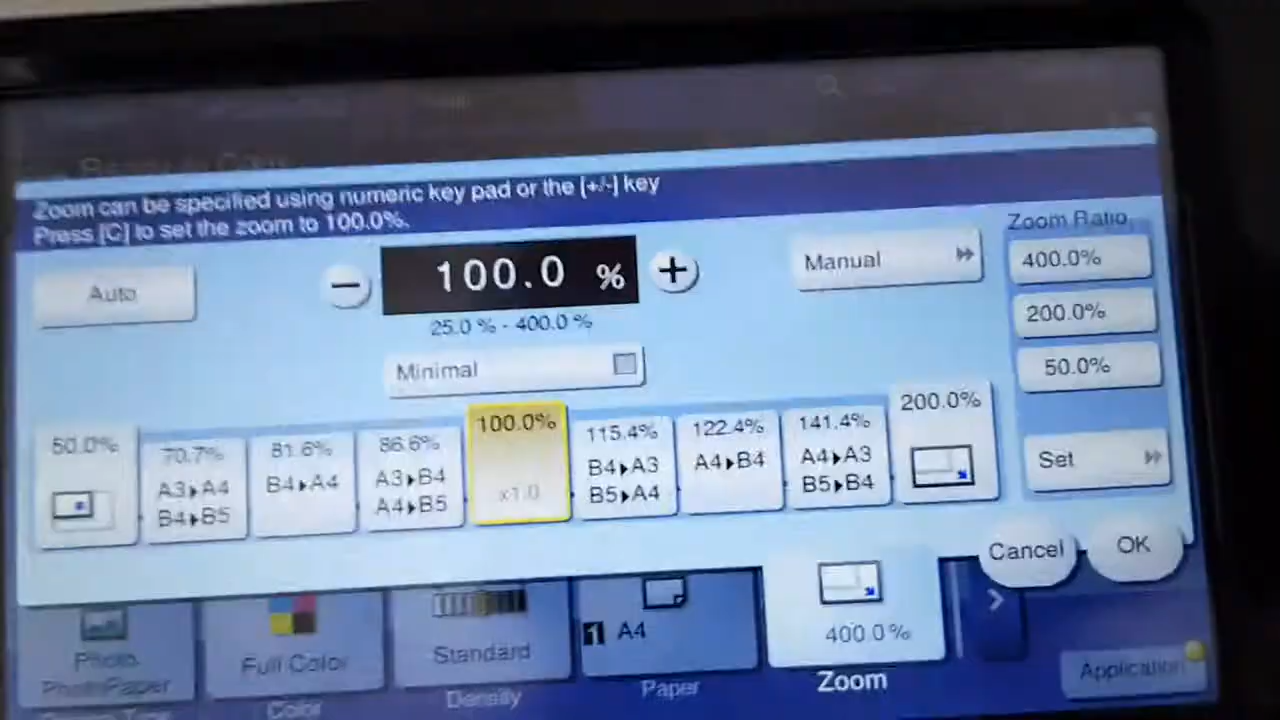 Zoom can be specified using numeric key pad or the [+/-] key
Press [C] to set the zoom to 100.0%.
Auto
−
100.0 %
+
25.0 % - 400.0 %
Minimal
Manual
Zoom Ratio
400.0%
200.0%
50.0%
Set
50.0%
70.7%
A3▸A4
B4▸B5
81.6%
B4▸A4
86.6%
A3▸B4
A4▸B5
100.0%
x1.0
115.4%
B4▸A3
B5▸A4
122.4%
A4▸B4
141.4%
A4▸A3
B5▸B4
200.0%
Cancel
OK
Photo
PhotoPaper
Full Color
Color
Standard
Density
1 A4
Paper
400.0%
Zoom
Application